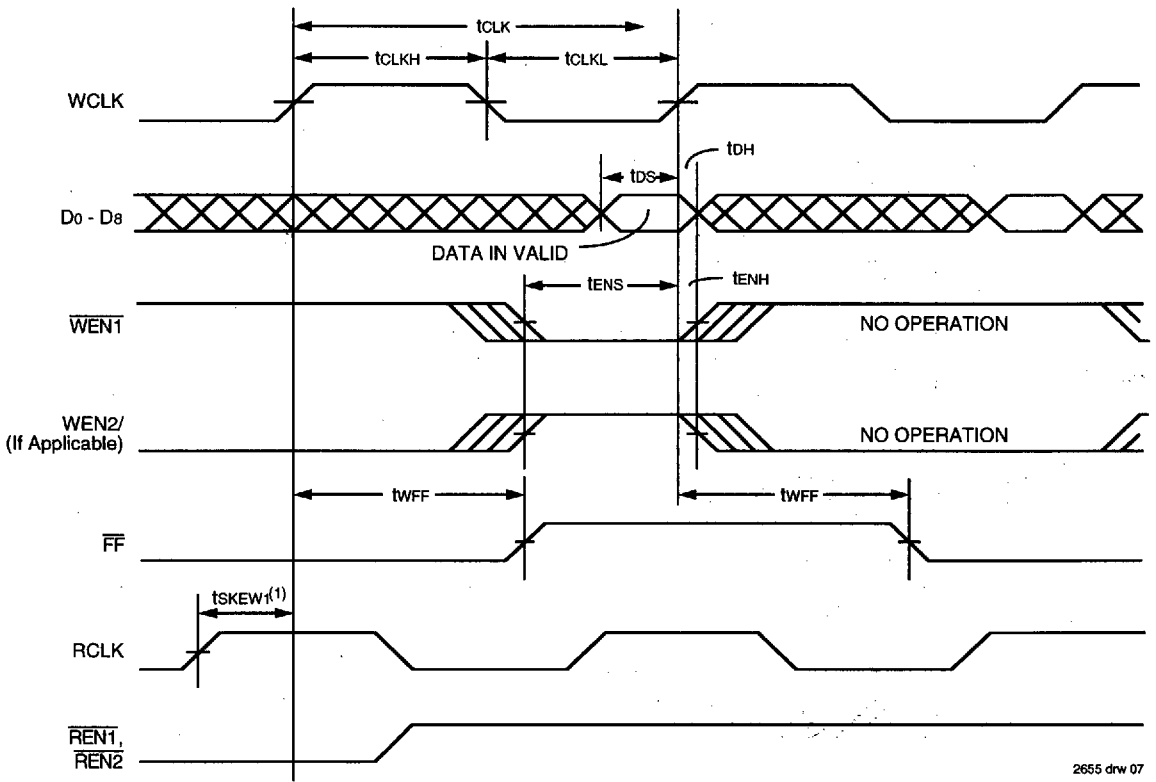 tCLK
tCLKH
tCLKL
WCLK
tDH
tDS
D0 - D8
DATA IN VALID
tENS
tENH
WEN1
NO OPERATION
WEN2/
(If Applicable)
NO OPERATION
tWFF
tWFF
FF
tSKEW1(1)
RCLK
REN1,
REN2
2655 drw 07